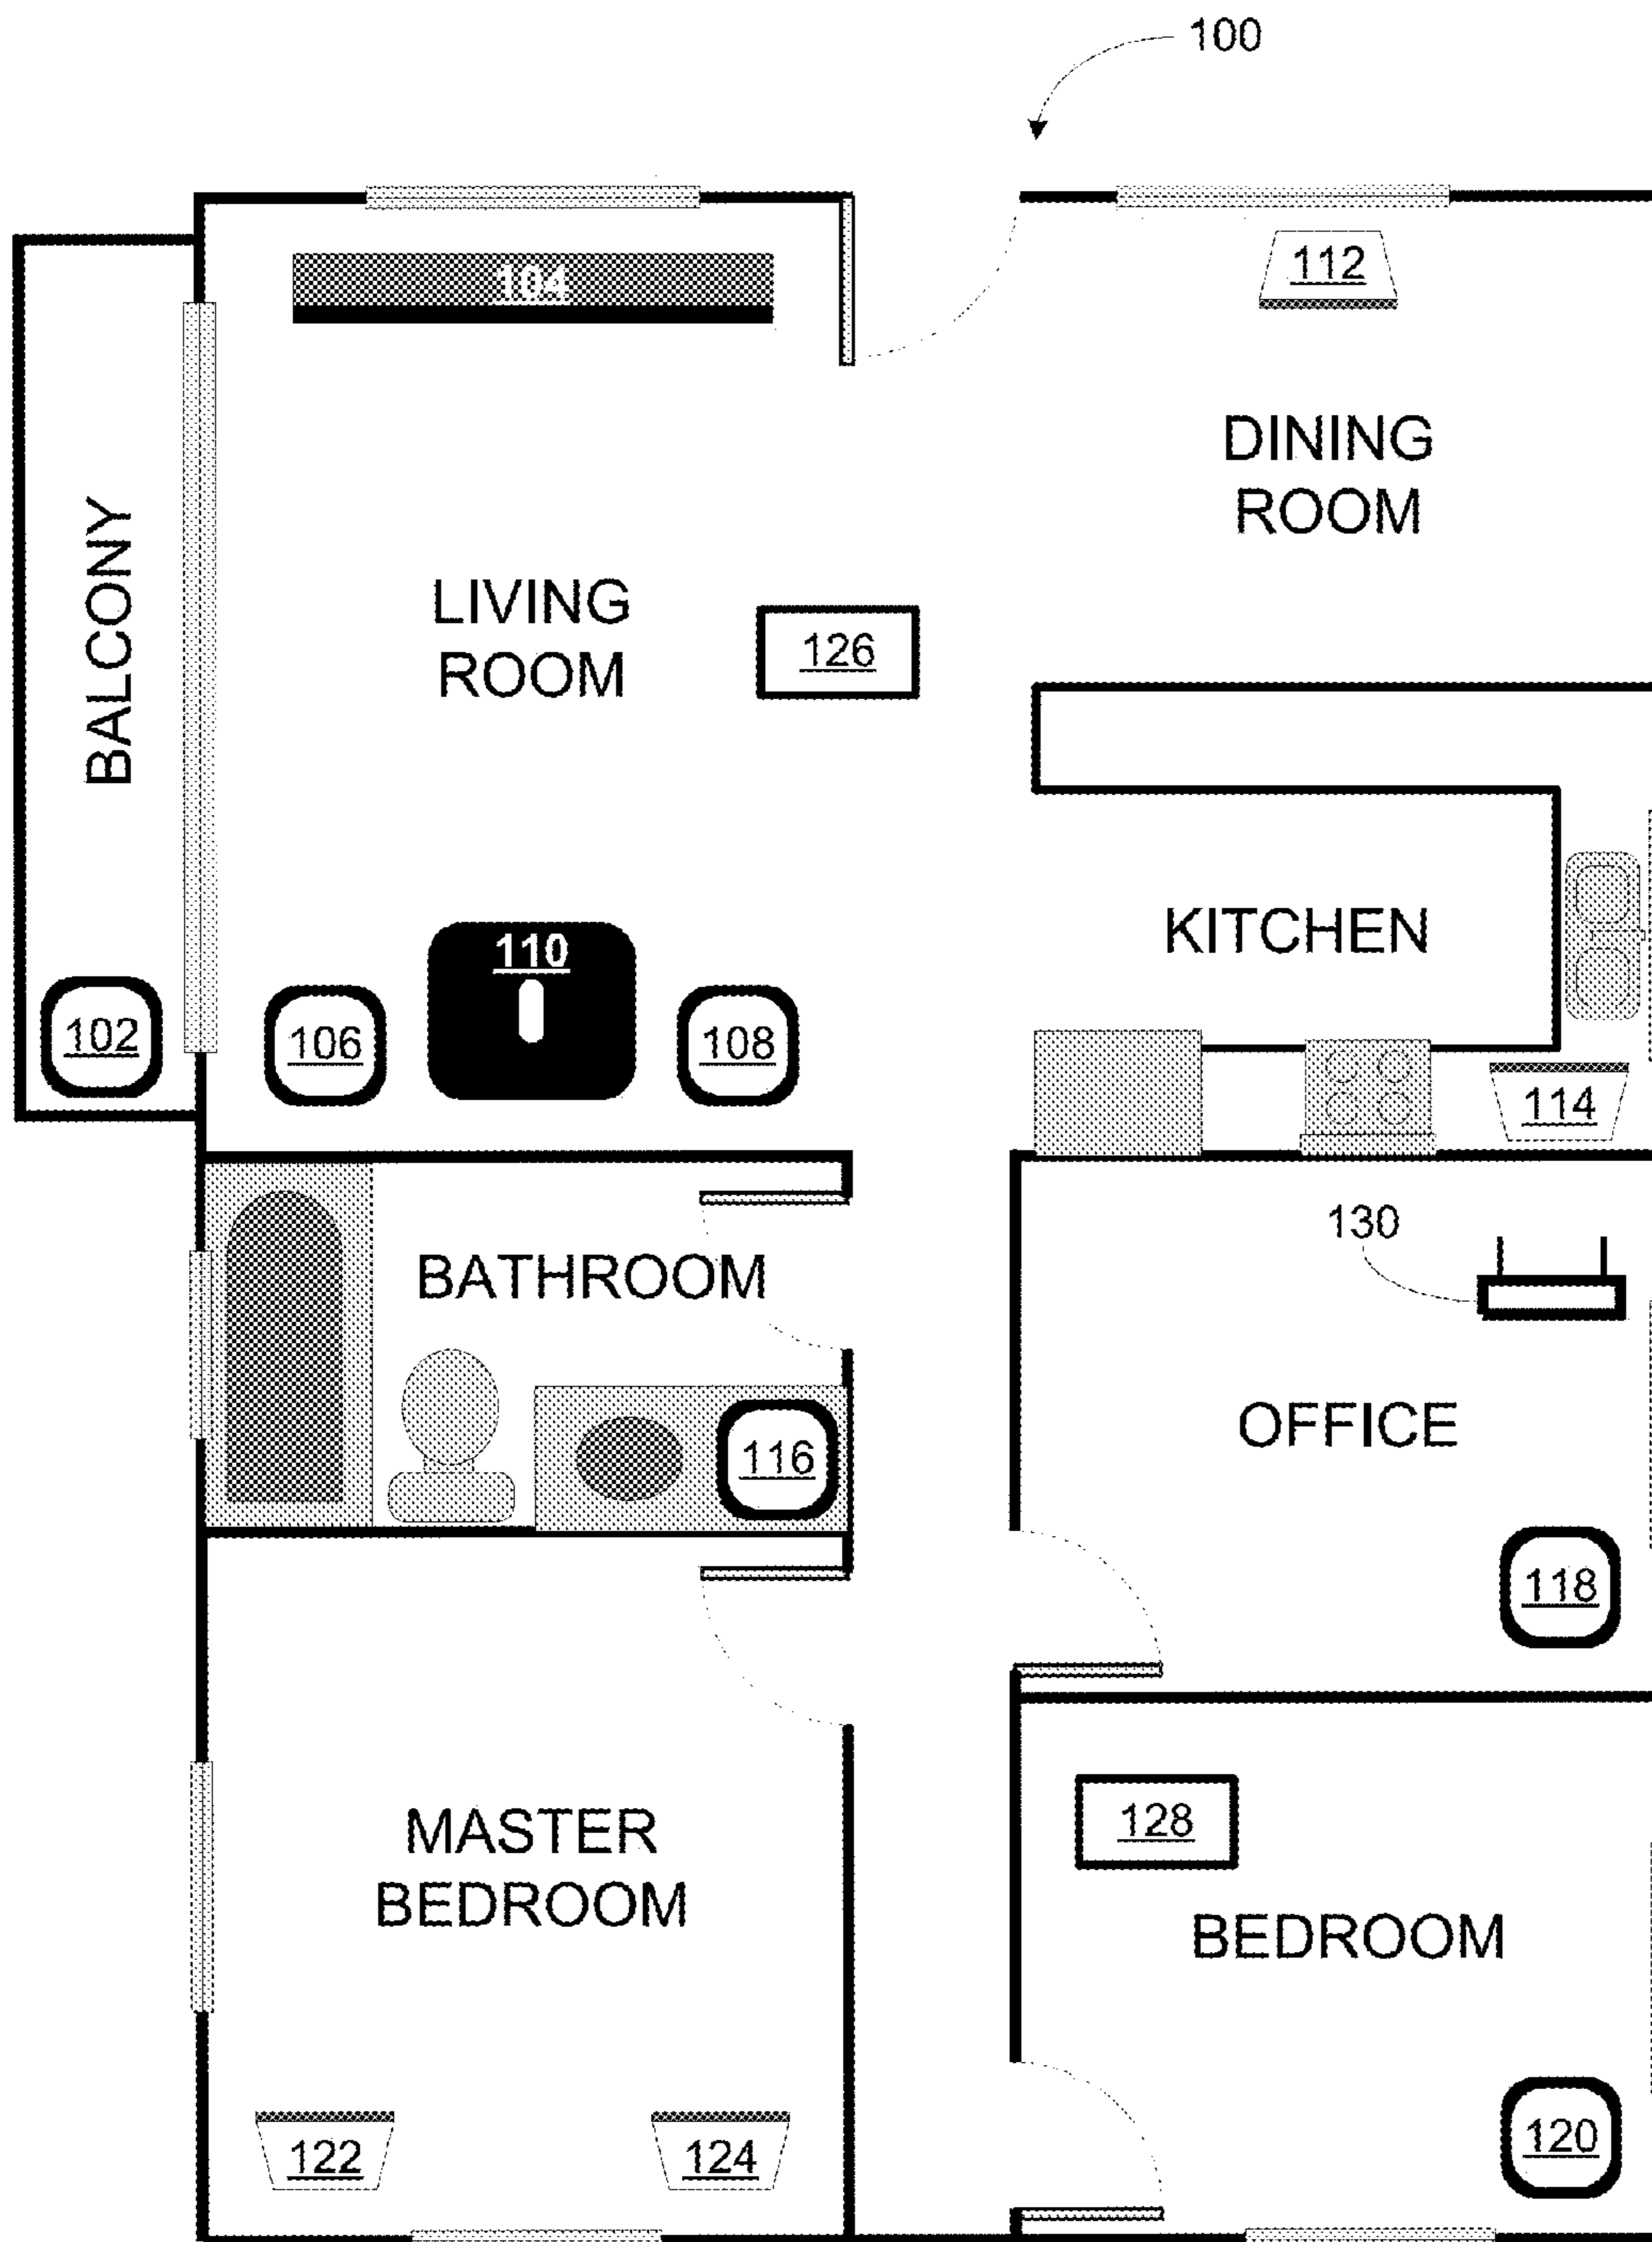 100
104
112
DINING
ROOM
BALCONY
LIVING
ROOM
126
110
KITCHEN
102
106
108
114
130
BATHROOM
OFFICE
116
118
128
MASTER
BEDROOM
BEDROOM
122
124
120